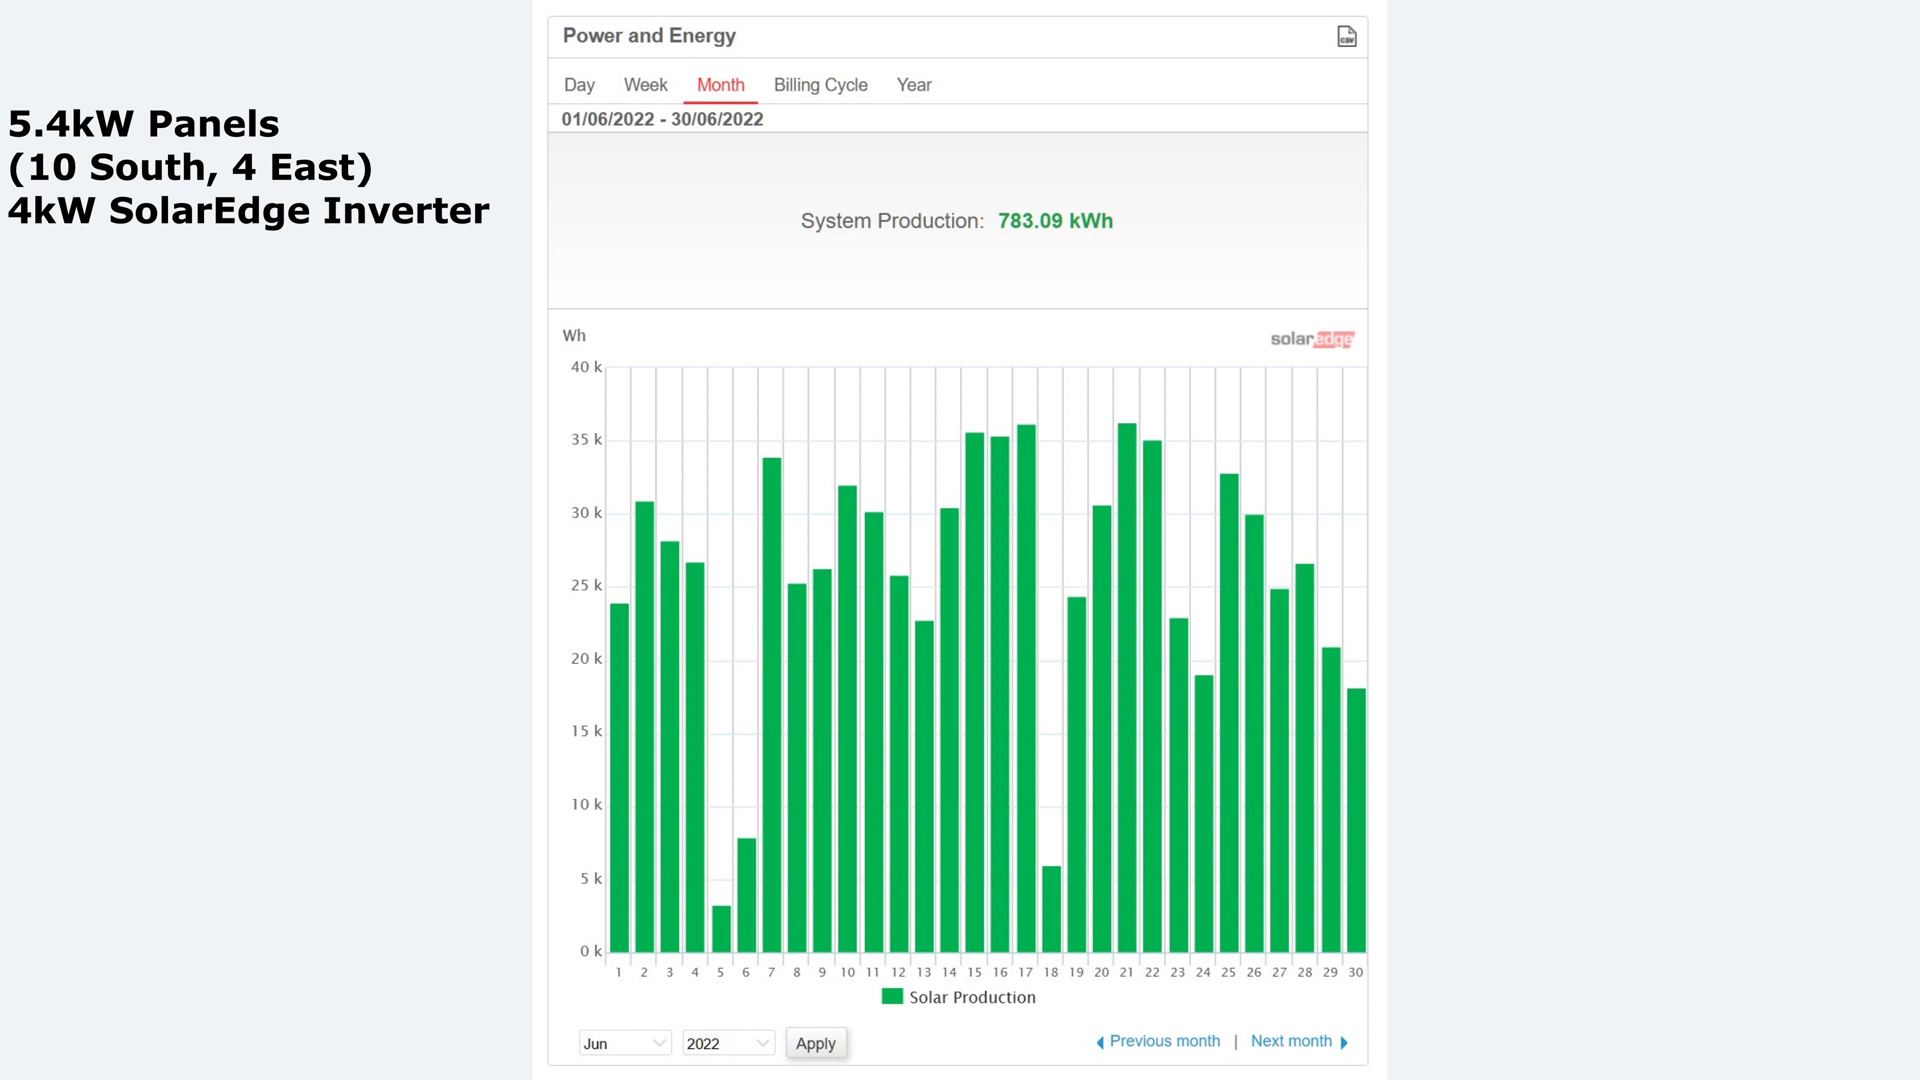 5.4kW Panels
(10 South, 4 East)
4kW SolarEdge Inverter
Power and Energy
CSV
Day Week Month Billing Cycle Year
01/06/2022 - 30/06/2022
System Production: 783.09 kWh
Wh
solaredge
40 k
35 k
30 k
25 k
20 k
15 k
10 k
5 k
0 k
1 2 3 4 5 6 7 8 9 10 11 12 13 14 15 16 17 18 19 20 21 22 23 24 25 26 27 28 29 30
Solar Production
Jun 2022 Apply Previous month | Next month